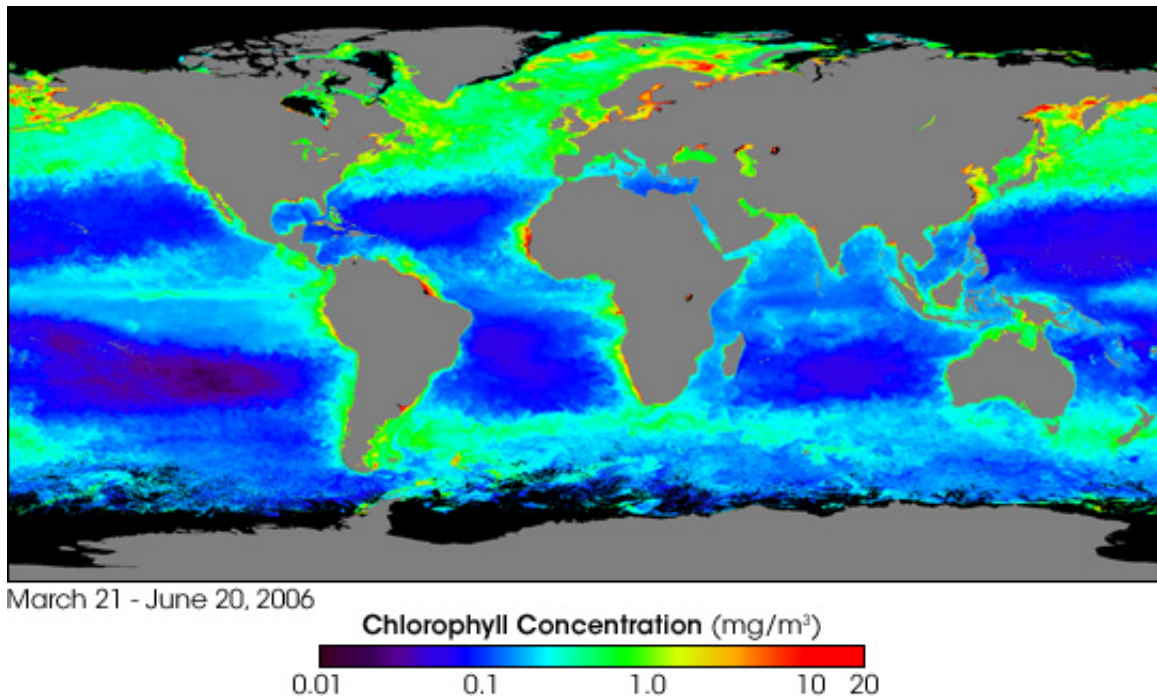 March 21 - June 20, 2006
Chlorophyll Concentration (mg/m³)
0.01 0.1 1.0 10 20